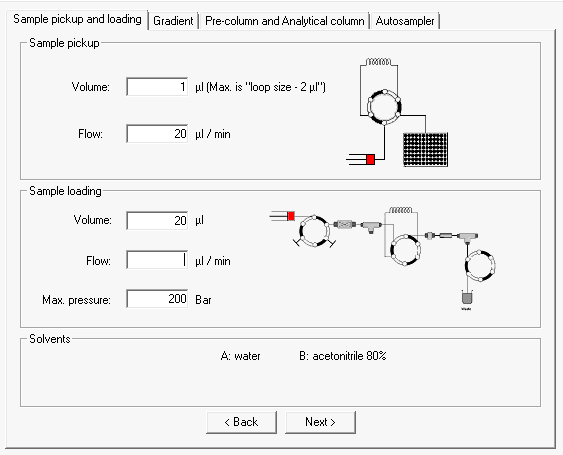 Sample pickup and loading Gradient Pre-column and Analytical column Autosampler
Sample pickup
Volume: 1 µl (Max. is "loop size - 2 µl")
Flow: 20 µl / min
Sample loading
Volume: 20 µl
Flow: µl / min
Max. pressure: 200 Bar
Waste
Solvents
A: water B: acetonitrile 80%
< Back Next >